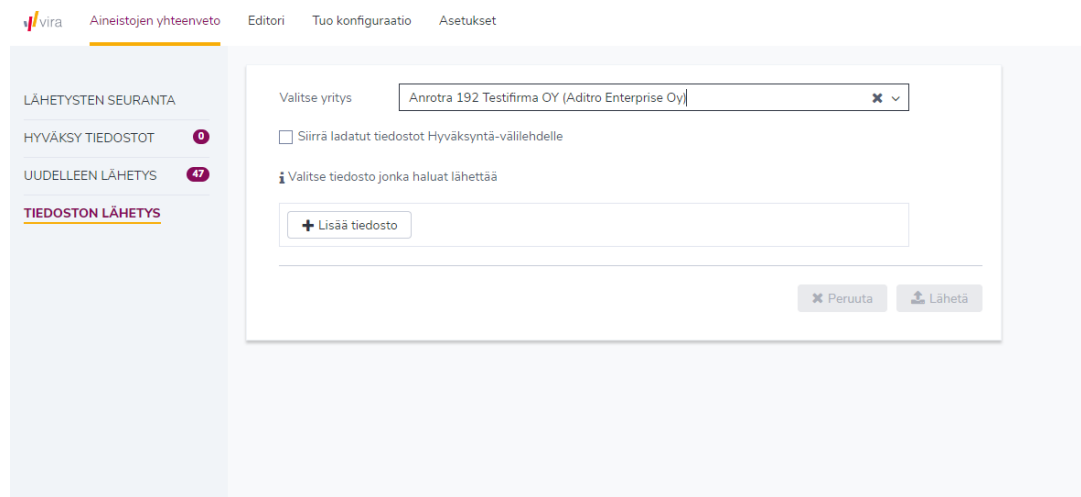 vira Aineistojen yhteenveto Editori Tuo konfiguraatio Asetukset
LÄHETYSTEN SEURANTA
HYVÄKSY TIEDOSTOT 0
UUDELLEEN LÄHETYS 47
TIEDOSTON LÄHETYS
Valitse yritys Anrotra 192 Testifirma OY (Aditro Enterprise Oy)
Siirrä ladatut tiedostot Hyväksyntä-välilehdelle
Valitse tiedosto jonka haluat lähettää
Lisää tiedosto
Peruuta Lähetä